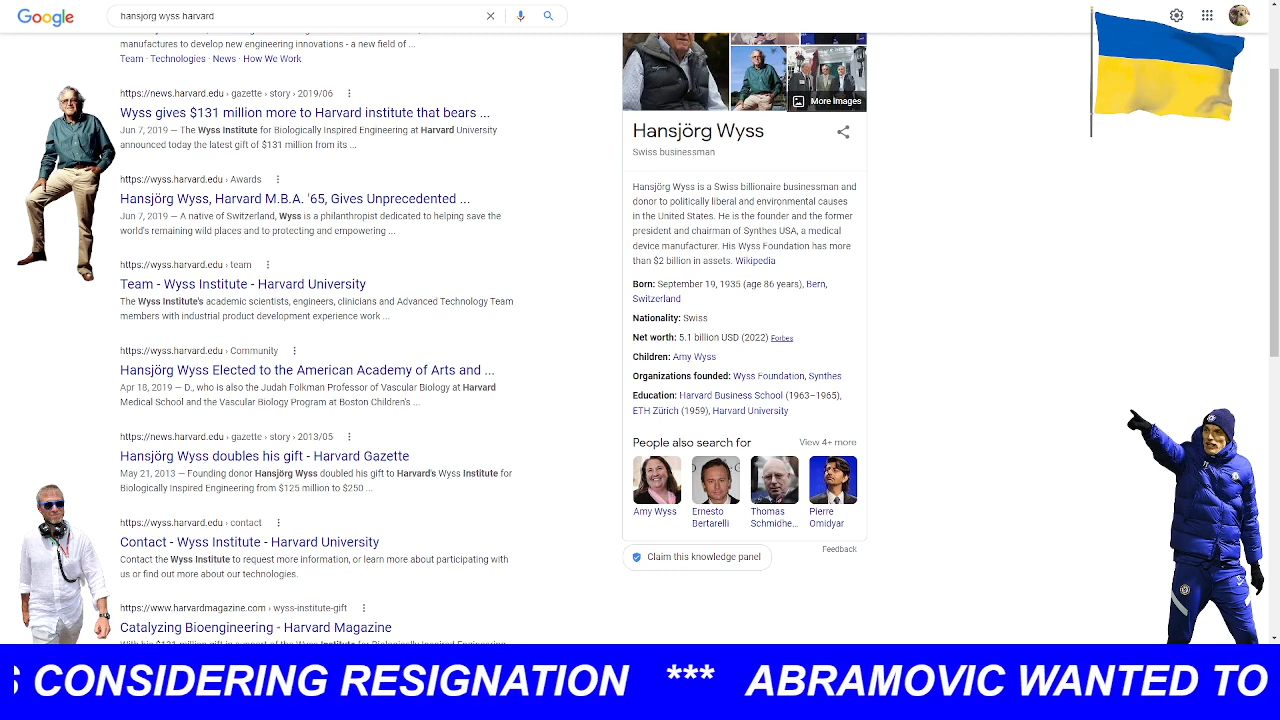 Google
hansjorg wyss harvard
manufactures to develop new engineering innovations - a new field of ...
Team · Technologies · News · How We Work
https://news.harvard.edu › gazette › story › 2019/06
Wyss gives $131 million more to Harvard institute that bears ...
Jun 7, 2019 — The Wyss Institute for Biologically Inspired Engineering at Harvard University
announced today the latest gift of $131 million from its ...
https://wyss.harvard.edu › Awards
Hansjörg Wyss, Harvard M.B.A. '65, Gives Unprecedented ...
Jun 7, 2019 — A native of Switzerland, Wyss is a philanthropist dedicated to helping save the
world's remaining wild places and to protecting and empowering ...
https://wyss.harvard.edu › team
Team - Wyss Institute - Harvard University
The Wyss Institute's academic scientists, engineers, clinicians and Advanced Technology Team
members with industrial product development experience work ...
https://wyss.harvard.edu › Community
Hansjörg Wyss Elected to the American Academy of Arts and ...
Apr 18, 2019 — D., who is also the Judah Folkman Professor of Vascular Biology at Harvard
Medical School and the Vascular Biology Program at Boston Children's ...
https://news.harvard.edu › gazette › story › 2013/05
Hansjörg Wyss doubles his gift - Harvard Gazette
May 21, 2013 — Founding donor Hansjörg Wyss doubled his gift to Harvard's Wyss Institute for
Biologically Inspired Engineering from $125 million to $250 ...
https://wyss.harvard.edu › contact
Contact - Wyss Institute - Harvard University
Contact the Wyss Institute to request more information, or learn more about participating with
us or find out more about our technologies.
https://www.harvardmagazine.com › wyss-institute-gift
Catalyzing Bioengineering - Harvard Magazine
More images
Hansjörg Wyss
Swiss businessman
Hansjörg Wyss is a Swiss billionaire businessman and
donor to politically liberal and environmental causes
in the United States. He is the founder and the former
president and chairman of Synthes USA, a medical
device manufacturer. His Wyss Foundation has more
than $2 billion in assets. Wikipedia
Born: September 19, 1935 (age 86 years), Bern,
Switzerland
Nationality: Swiss
Net worth: 5.1 billion USD (2022) Forbes
Children: Amy Wyss
Organizations founded: Wyss Foundation, Synthes
Education: Harvard Business School (1963–1965),
ETH Zürich (1959), Harvard University
People also search for
View 4+ more
Amy Wyss
Ernesto
Bertarelli
Thomas
Schmidhe...
Pierre
Omidyar
Feedback
Claim this knowledge panel
S CONSIDERING RESIGNATION *** ABRAMOVIC WANTED TO